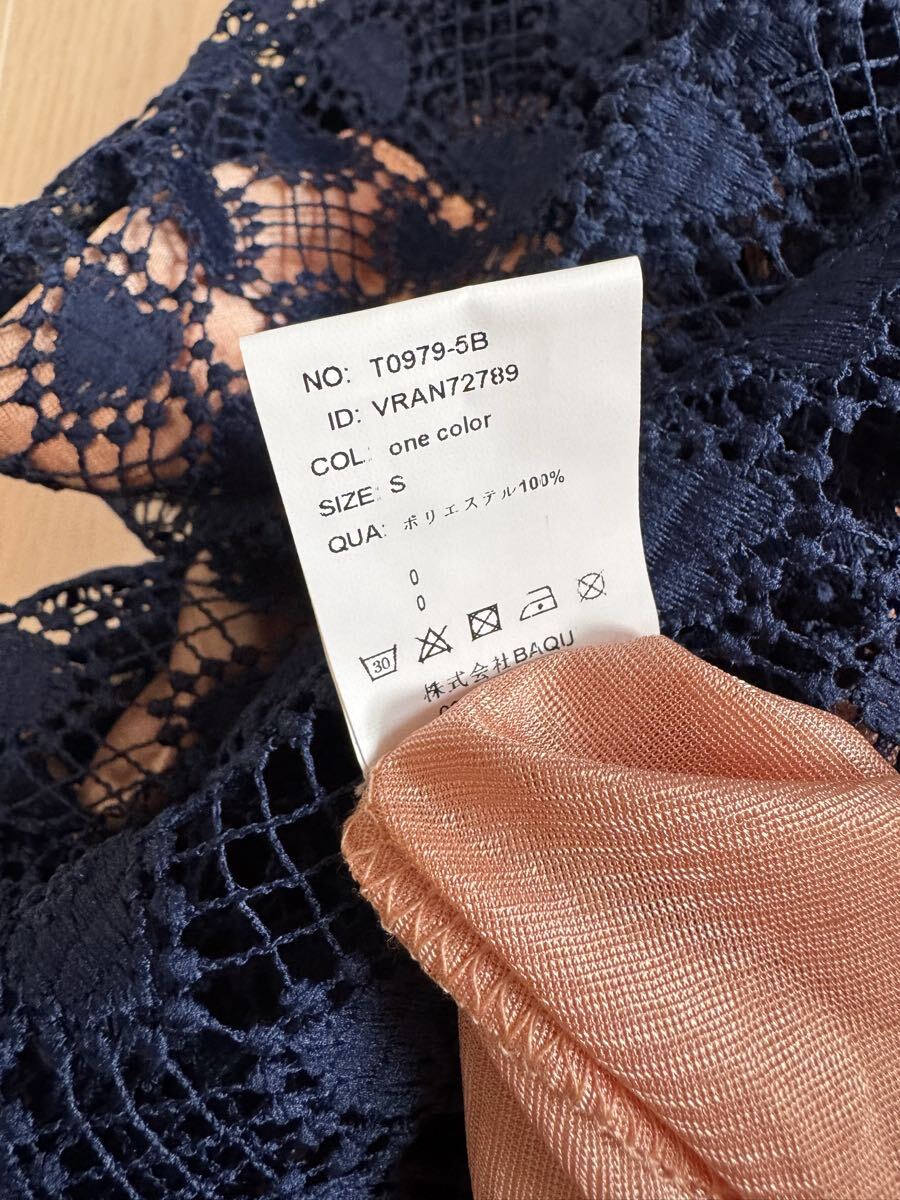 NO: T0979-5B
ID: VRAN72789
COL: one color
SIZE: S
QUA: ポリエステル100%
0
0
30
株式会社BAQU